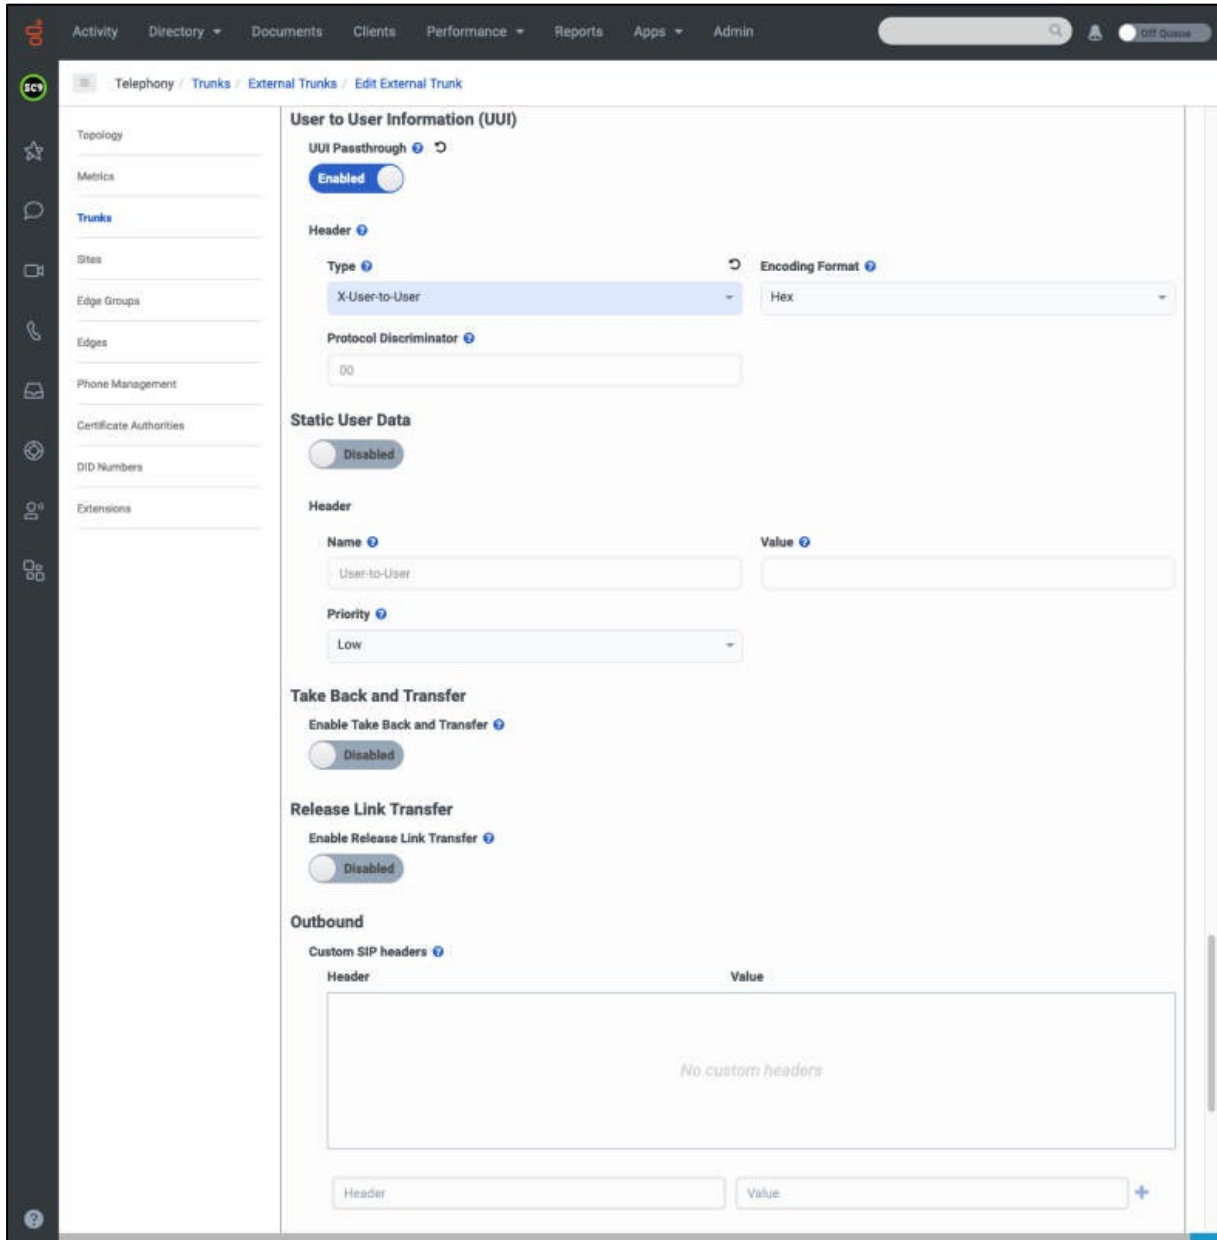 Activity Directory Documents Clients Performance Reports Apps Admin Off Queue
SC9
Telephony / Trunks / External Trunks / Edit External Trunk
Topology
Metrics
Trunks
Sites
Edge Groups
Edges
Phone Management
Certificate Authorities
DID Numbers
Extensions
User to User Information (UUI)
UUI Passthrough
Enabled
Header
Type Encoding Format
X-User-to-User Hex
Protocol Discriminator
00
Static User Data
Disabled
Header
Name Value
User-to-User
Priority
Low
Take Back and Transfer
Enable Take Back and Transfer
Disabled
Release Link Transfer
Enable Release Link Transfer
Disabled
Outbound
Custom SIP headers
Header Value
No custom headers
Header Value